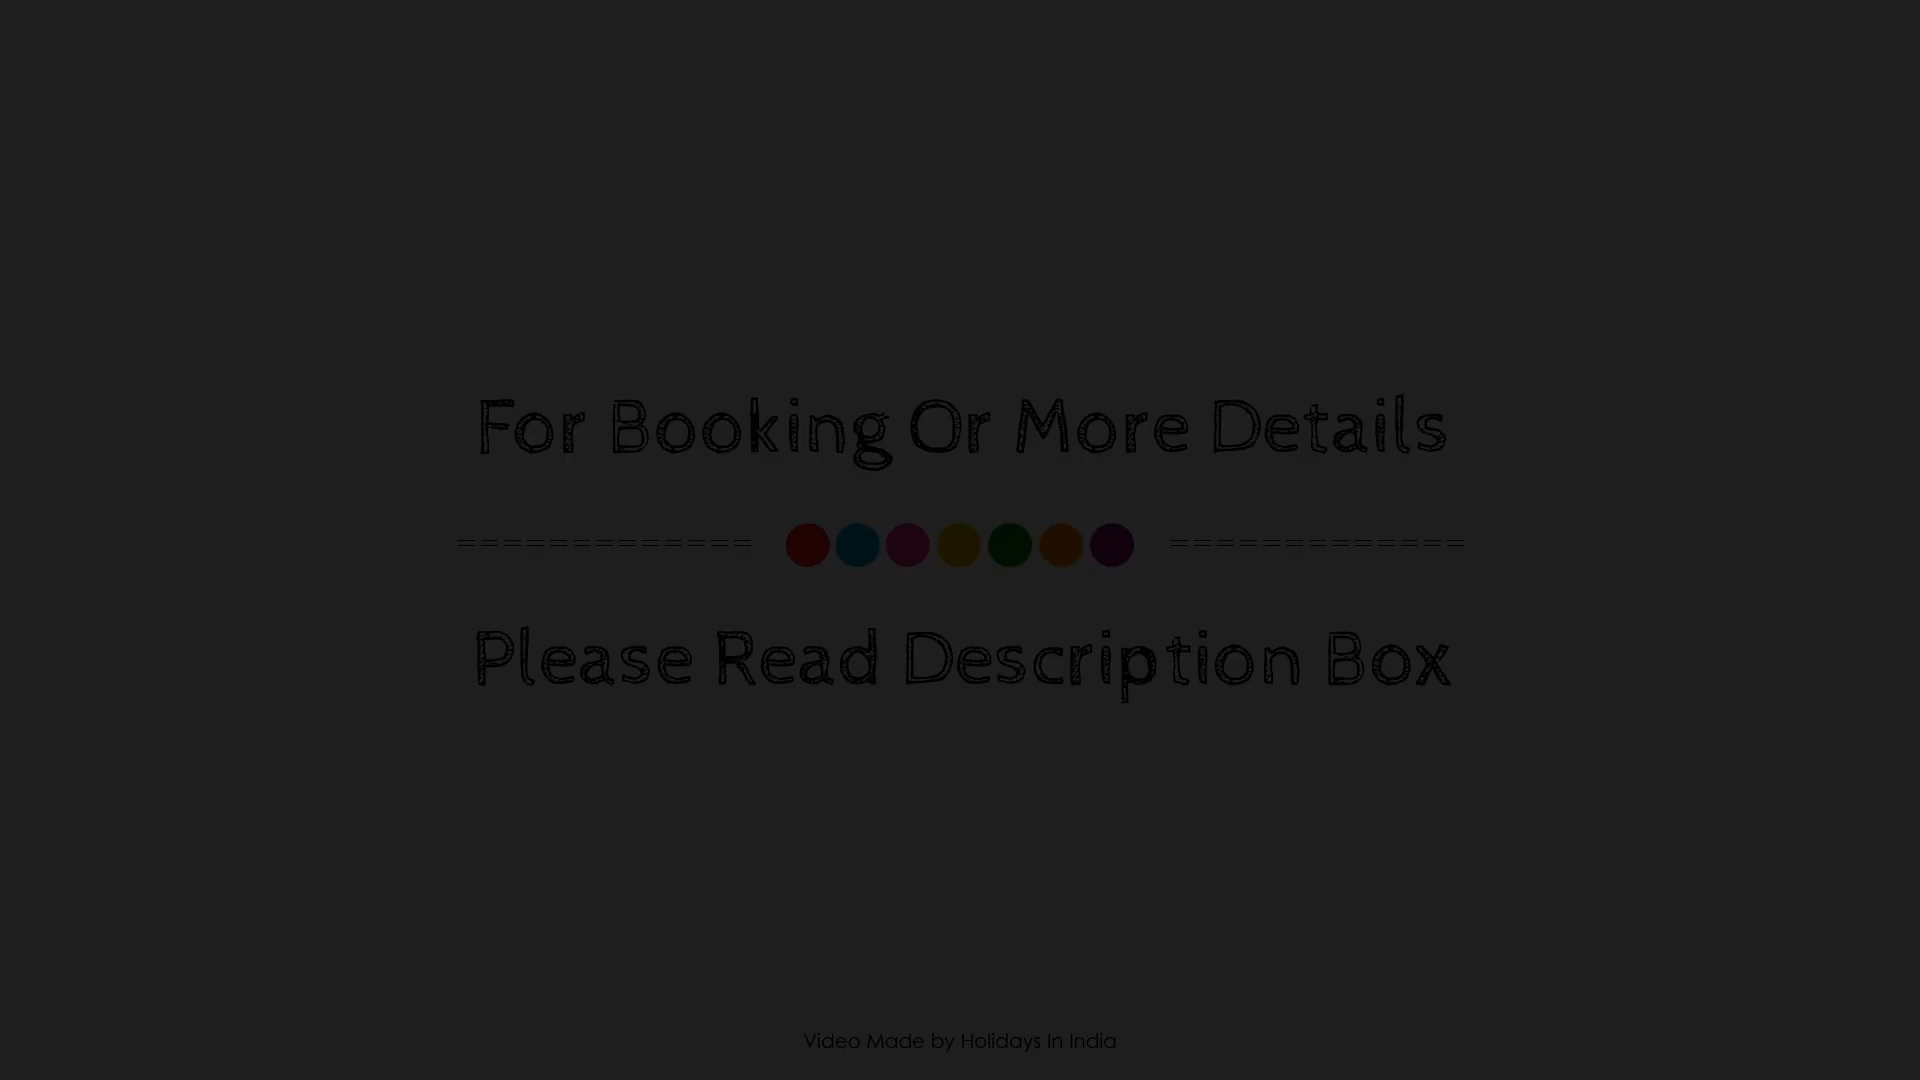 For Booking Or More Details
============= =============
Please Read Description Box
Video Made by Holidays In India